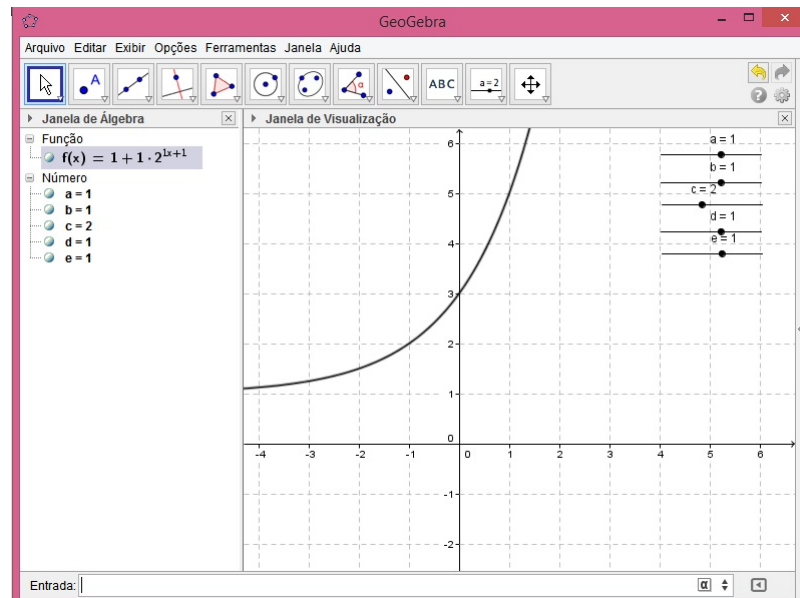 GeoGebra
Arquivo Editar Exibir Opções Ferramentas Janela Ajuda
A
α
ABC
a=2
Janela de Álgebra
Função
f(x) = 1 + 1 · 2^{1x+1}
Número
a = 1
b = 1
c = 2
d = 1
e = 1
Janela de Visualização
a = 1
b = 1
c = 2
d = 1
e = 1
6
5
4
3
2
1
0
-1
-2
-4 -3 -2 -1 0 1 2 3 4 5 6
Entrada:
α